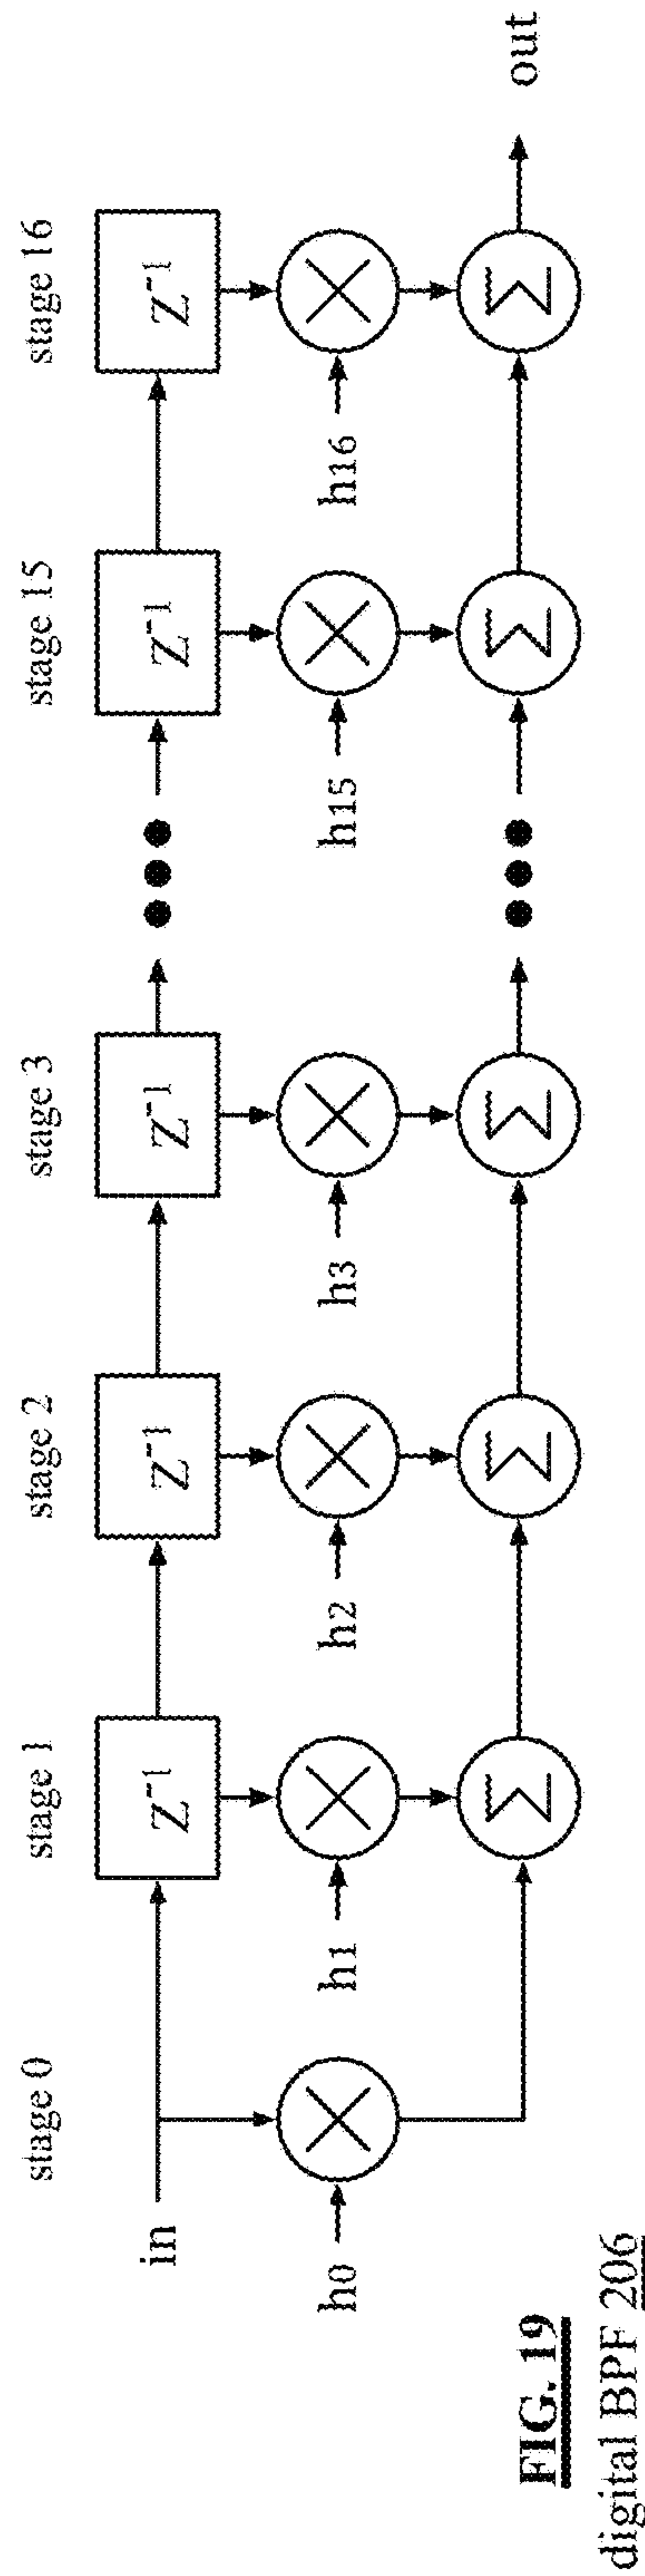 stage 0
stage 1
stage 2
stage 3
stage 15
stage 16
in
Z⁻¹
Z⁻¹
Z⁻¹
Z⁻¹
Z⁻¹
h0
h1
h2
h3
h15
h16
Σ
Σ
Σ
Σ
Σ
out
FIG. 19
digital BPF 206